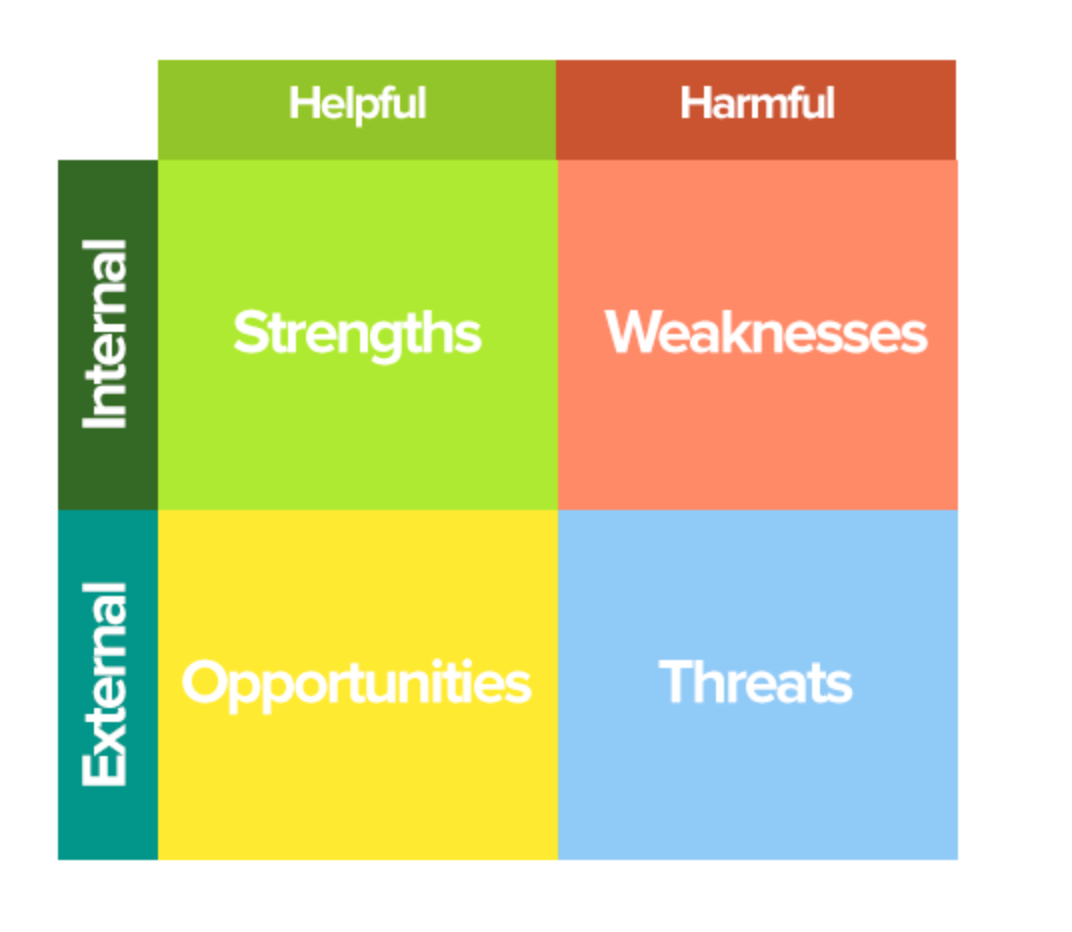 Helpful
Harmful
Internal
Strengths
Weaknesses
External
Opportunities
Threats